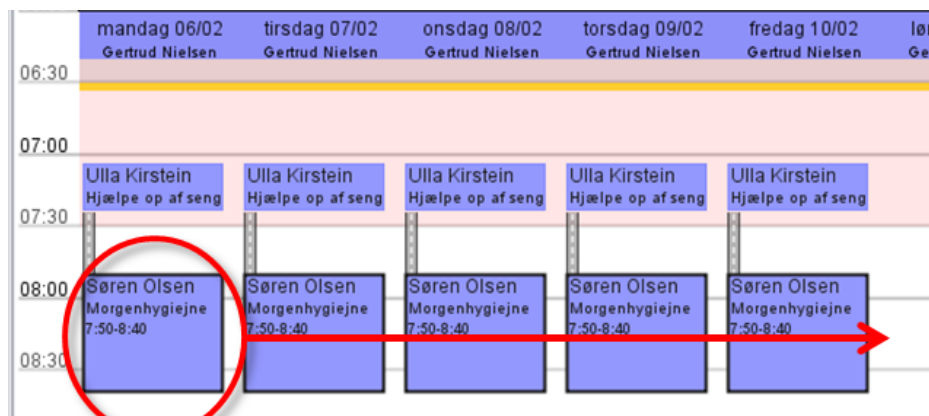 mandag 06/02 tirsdag 07/02 onsdag 08/02 torsdag 09/02 fredag 10/02 
Gertrud Nielsen Gertrud Nielsen Gertrud Nielsen Gertrud Nielsen Gertrud Nielsen
06:30
07:00
Ulla Kirstein Ulla Kirstein Ulla Kirstein Ulla Kirstein Ulla Kirstein
Hjælpe op af seng Hjælpe op af seng Hjælpe op af seng Hjælpe op af seng Hjælpe op af seng
07:30
08:00 Søren Olsen Søren Olsen Søren Olsen Søren Olsen Søren Olsen
Morgenhygiejne Morgenhygiejne Morgenhygiejne Morgenhygiejne Morgenhygiejne
7:50-8:40 7:50-8:40 7:50-8:40 7:50-8:40 7:50-8:40
08:30